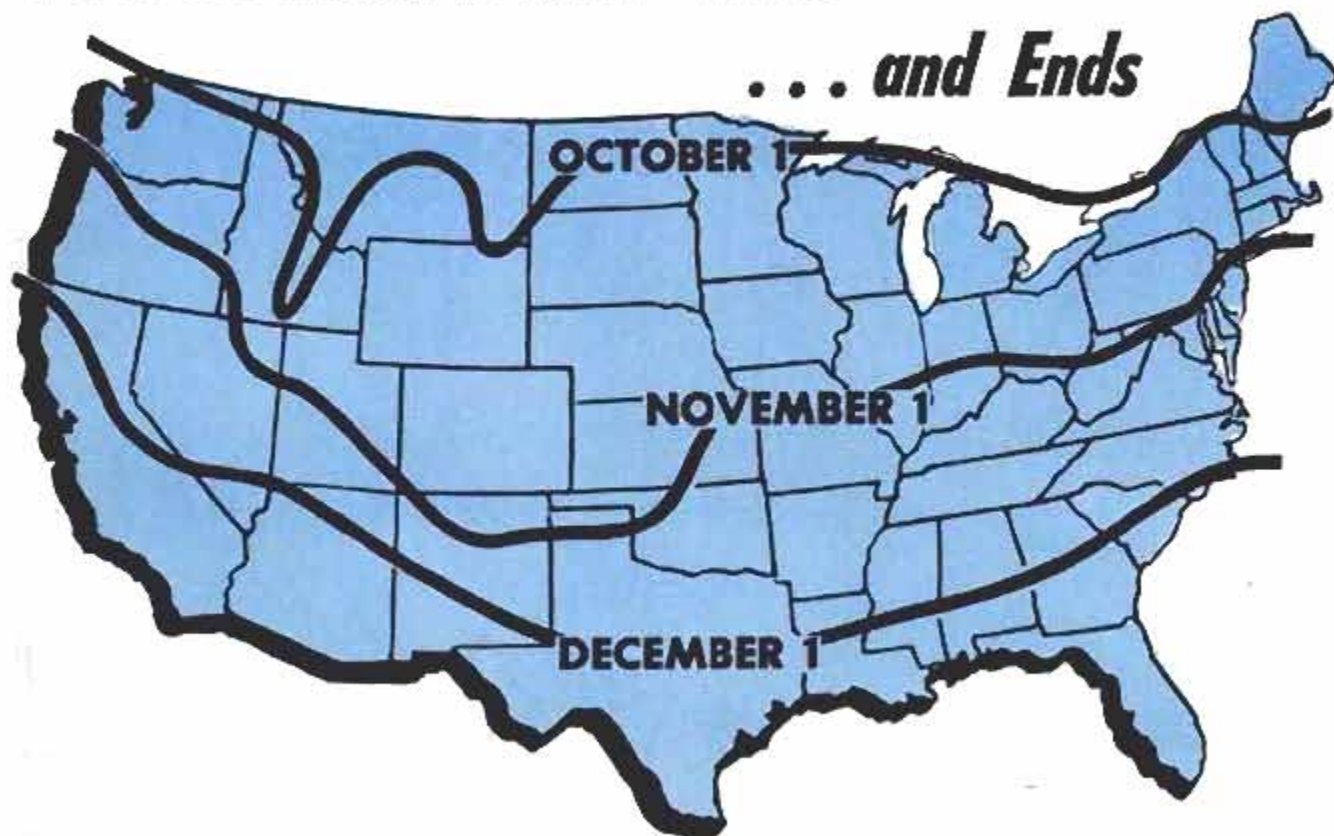 . . . and Ends
OCTOBER 1
NOVEMBER 1
DECEMBER 1